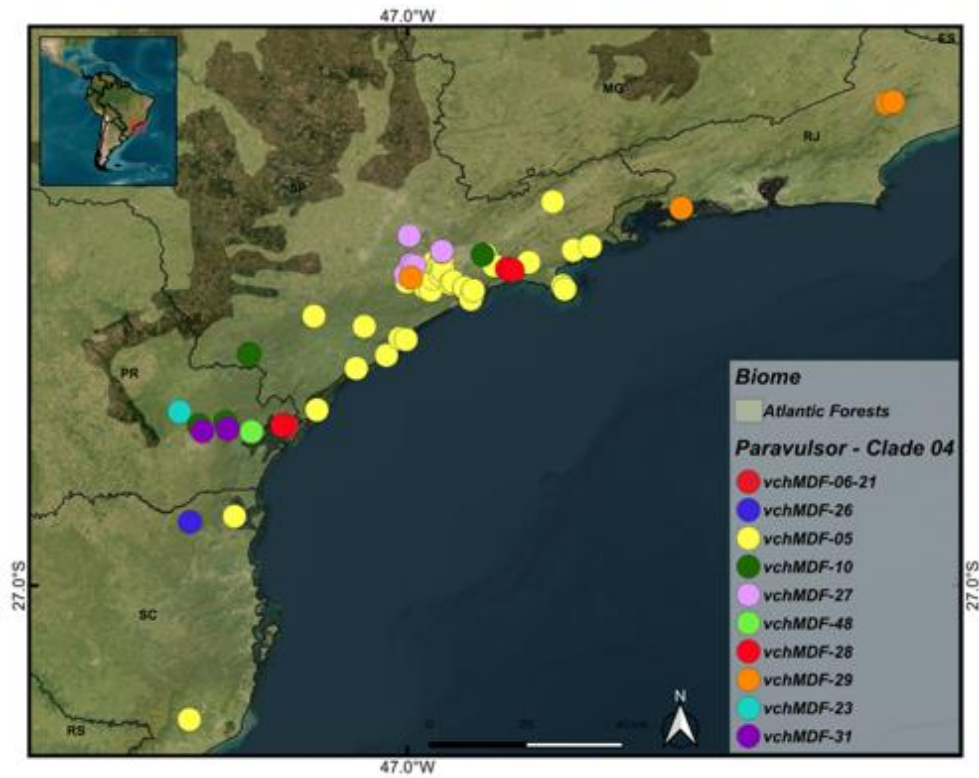 47.0°W
ES
MG
RJ
SP
PR
27.0°S
27.0°S
SC
RS
Biome
Atlantic Forests
Paravulsor - Clade 04
vchMDF-06-21
vchMDF-26
vchMDF-05
vchMDF-10
vchMDF-27
vchMDF-48
vchMDF-28
vchMDF-29
vchMDF-23
vchMDF-31
N
47.0°W